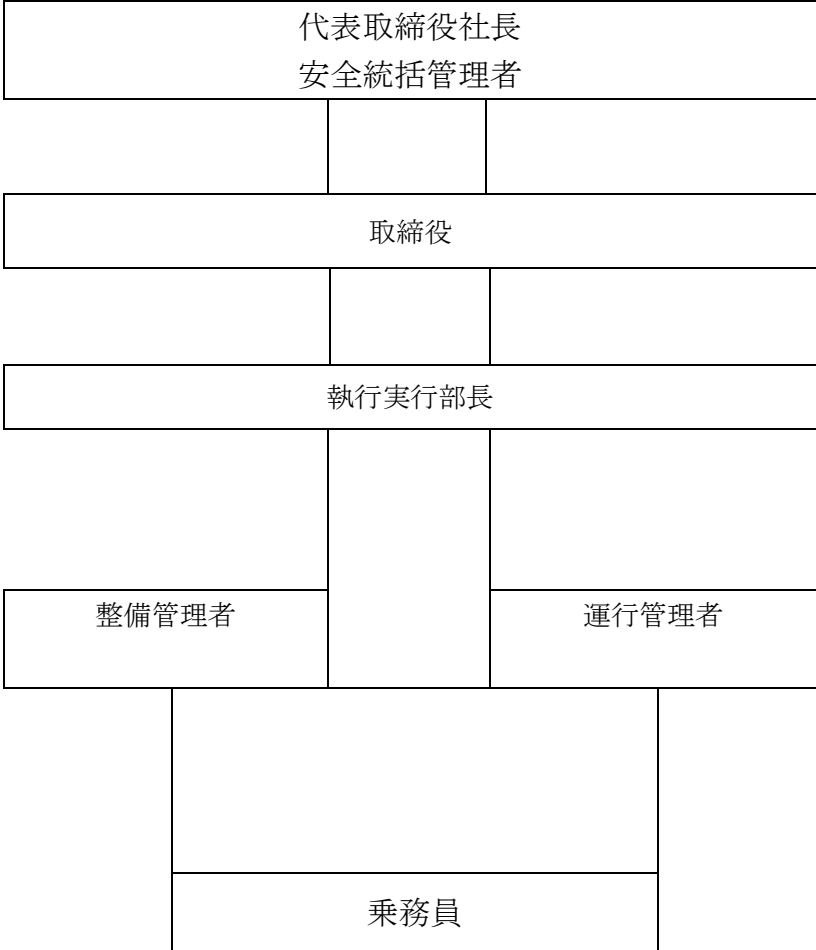 代表取締役社長
安全統括管理者
取締役
執行実行部長
整備管理者
運行管理者
乗務員